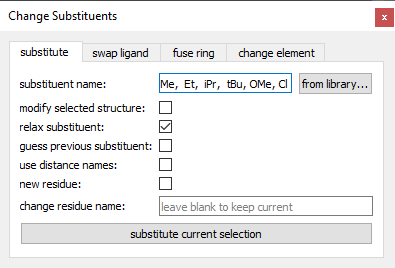 Change Substituents
substitute swap ligand fuse ring change element
substituent name: Me, Et, iPr, tBu, OMe, Cl from library...
modify selected structure:
relax substituent:
guess previous substituent:
use distance names:
new residue:
change residue name: leave blank to keep current
substitute current selection